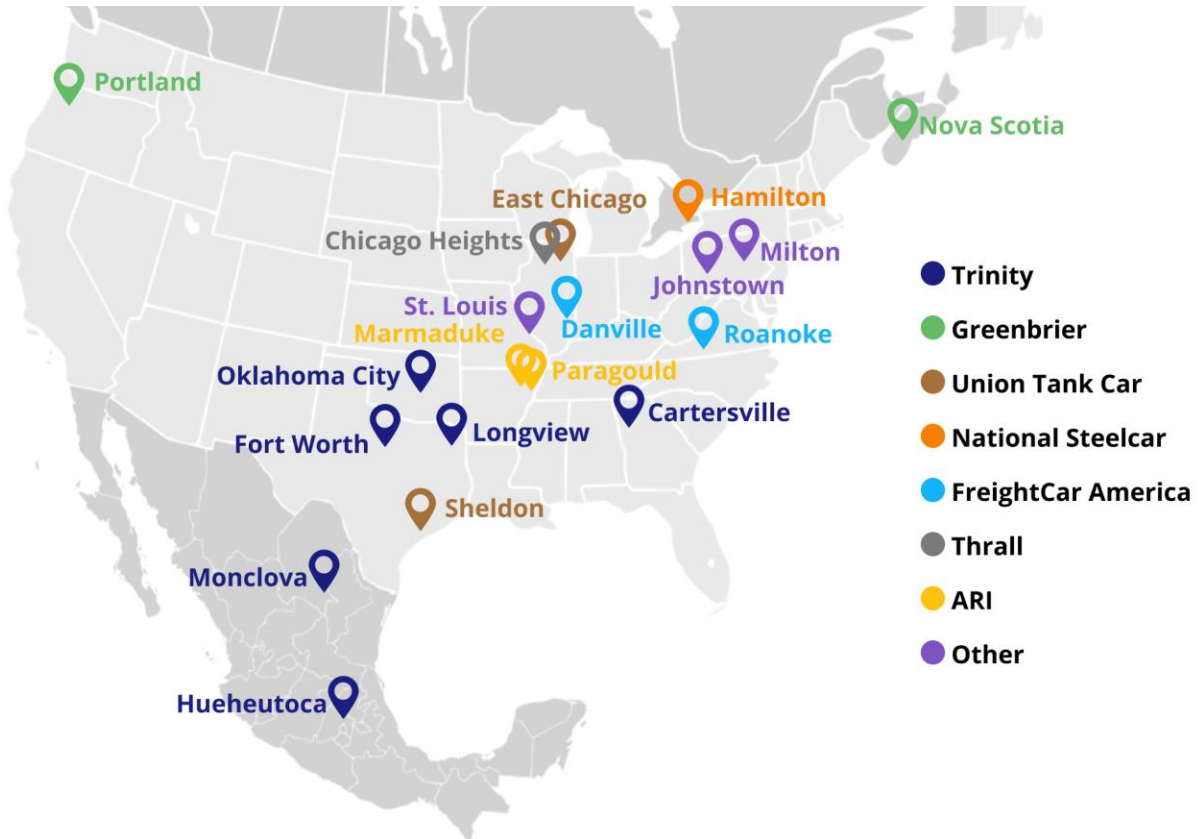 Portland
Nova Scotia
East Chicago
Hamilton
Chicago Heights
Milton
Johnstown
St. Louis
Danville
Marmaduke
Roanoke
Oklahoma City
Paragould
Cartersville
Fort Worth
Longview
Sheldon
Monclova
Hueheutoca
Trinity
Greenbrier
Union Tank Car
National Steelcar
FreightCar America
Thrall
ARI
Other